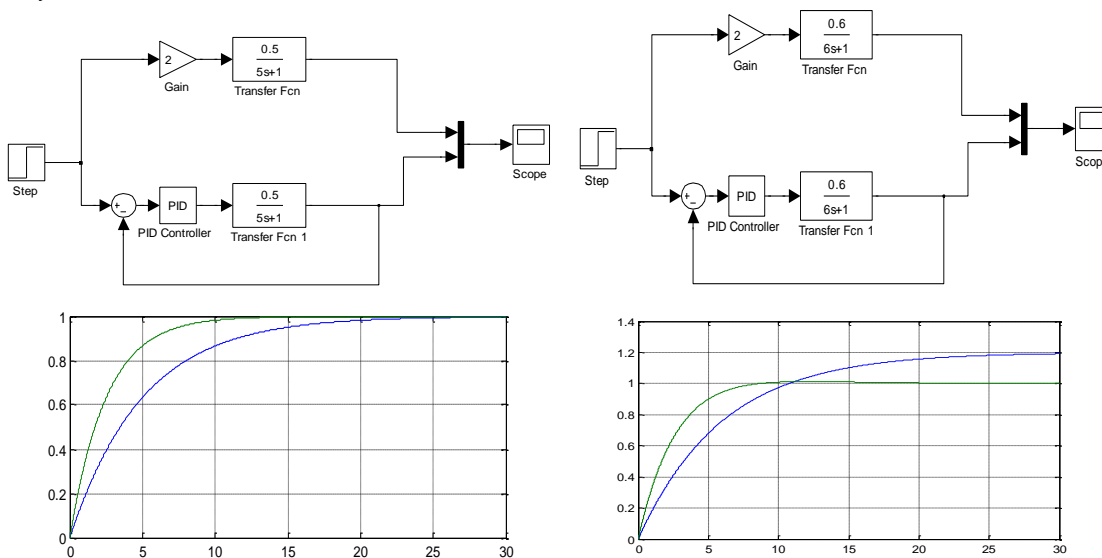 2
Gain
0.5
5s+1
Transfer Fcn
Step
+
−
PID
PID Controller
0.5
5s+1
Transfer Fcn 1
Scope
2
Gain
0.6
6s+1
Transfer Fcn
Step
+
−
PID
PID Controller
0.6
6s+1
Transfer Fcn 1
Scop
1
0.8
0.6
0.4
0.2
0
0 5 10 15 20 25 30
1.4
1.2
1
0.8
0.6
0.4
0.2
0
0 5 10 15 20 25 30